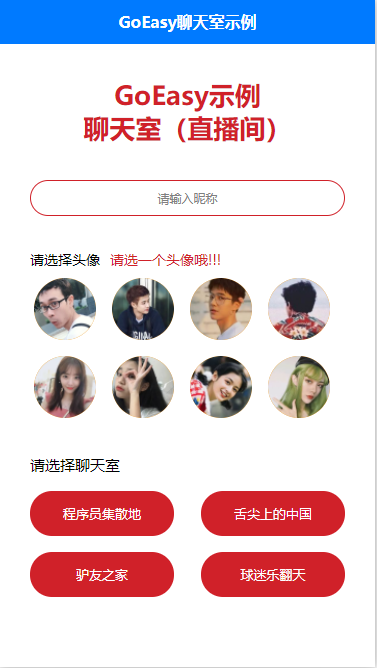 GoEasy聊天室示例
GoEasy示例
聊天室（直播间）
请输入昵称
请选择头像 请选一个头像哦!!!
请选择聊天室
程序员集散地 舌尖上的中国
驴友之家 球迷乐翻天